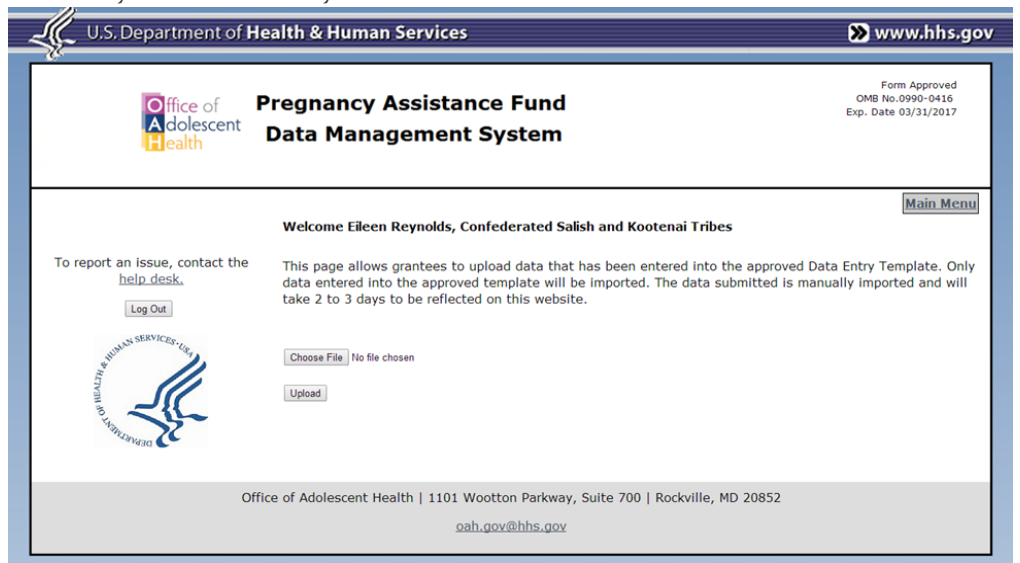 U.S. Department of Health & Human Services
www.hhs.gov
Office of
Adolescent
Health
Pregnancy Assistance Fund
Data Management System
Form Approved
OMB No.0990-0416
Exp. Date 03/31/2017
Main Menu
Welcome Eileen Reynolds, Confederated Salish and Kootenai Tribes
To report an issue, contact the
help desk.
Log Out
DEPARTMENT OF HEALTH & HUMAN SERVICES·USA
This page allows grantees to upload data that has been entered into the approved Data Entry Template. Only
data entered into the approved template will be imported. The data submitted is manually imported and will
take 2 to 3 days to be reflected on this website.
Choose File No file chosen
Upload
Office of Adolescent Health | 1101 Wootton Parkway, Suite 700 | Rockville, MD 20852
oah.gov@hhs.gov